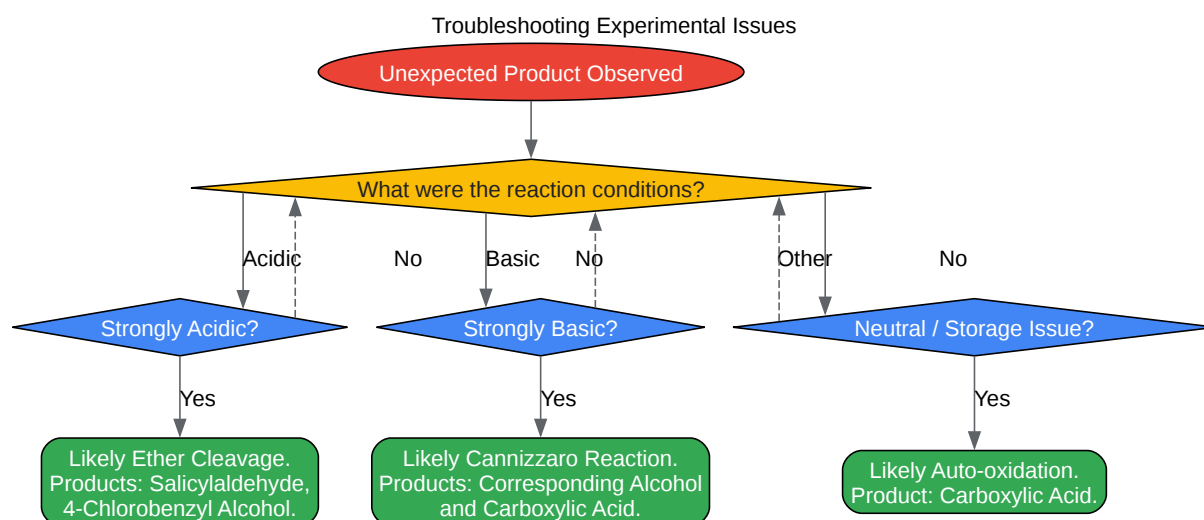 Troubleshooting Experimental Issues
Unexpected Product Observed
What were the reaction conditions?
Acidic
No
Basic
No
Other
No
Strongly Acidic?
Strongly Basic?
Neutral / Storage Issue?
Yes
Yes
Yes
Likely Ether Cleavage.
Products: Salicylaldehyde,
4-Chlorobenzyl Alcohol.
Likely Cannizzaro Reaction.
Products: Corresponding Alcohol
and Carboxylic Acid.
Likely Auto-oxidation.
Product: Carboxylic Acid.